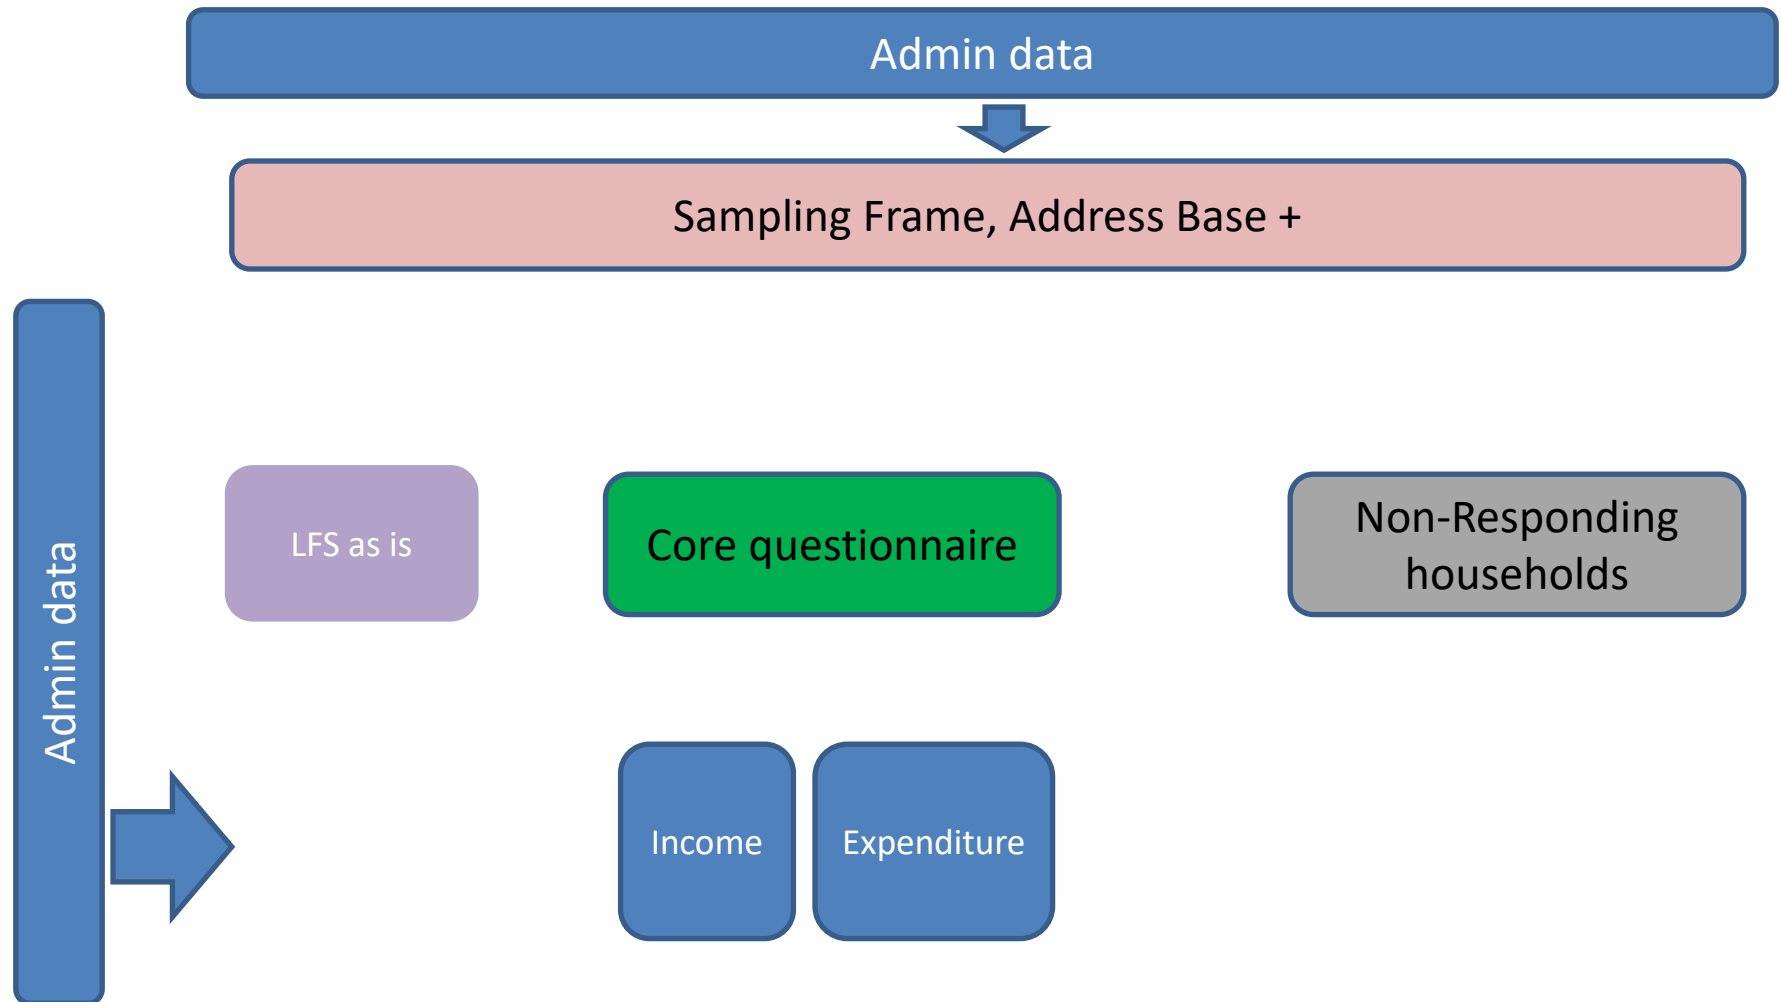 Admin data
Sampling Frame, Address Base +
Admin data
LFS as is
Core questionnaire
Non-Responding
households
Income
Expenditure